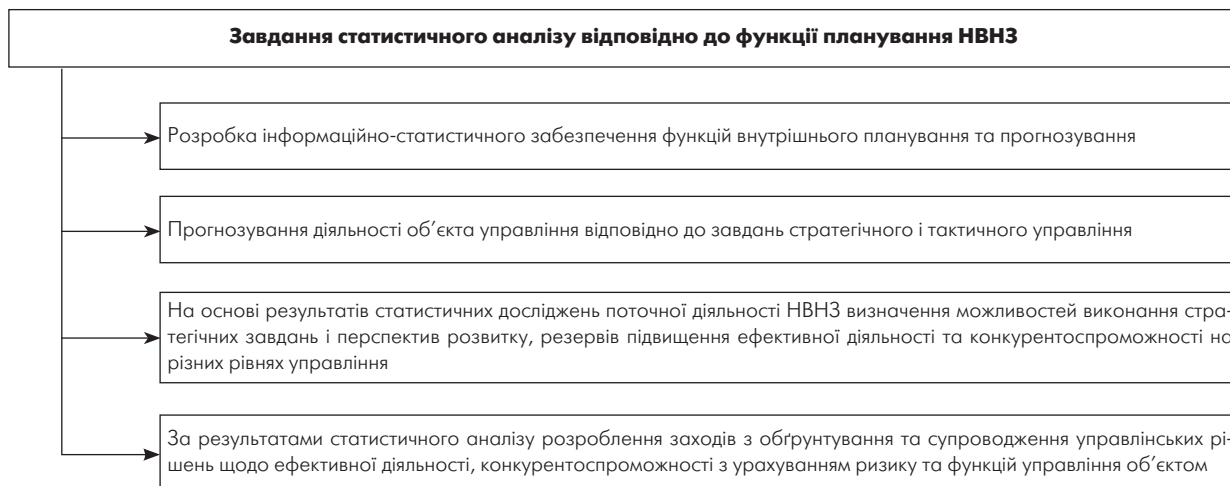 Завдання статистичного аналізу відповідно до функції планування НВНЗ
Розробка інформаційно-статистичного забезпечення функцій внутрішнього планування та прогнозування
Прогнозування діяльності об’єкта управління відповідно до завдань стратегічного і тактичного управління
На основі результатів статистичних досліджень поточної діяльності НВНЗ визначення можливостей виконання стра-
тегічних завдань і перспектив розвитку, резервів підвищення ефективної діяльності та конкурентоспроможності на
різних рівнях управління
За результатами статистичного аналізу розроблення заходів з обґрунтування та супроводження управлінських рі-
шень щодо ефективної діяльності, конкурентоспроможності з урахуванням ризику та функцій управління об’єктом